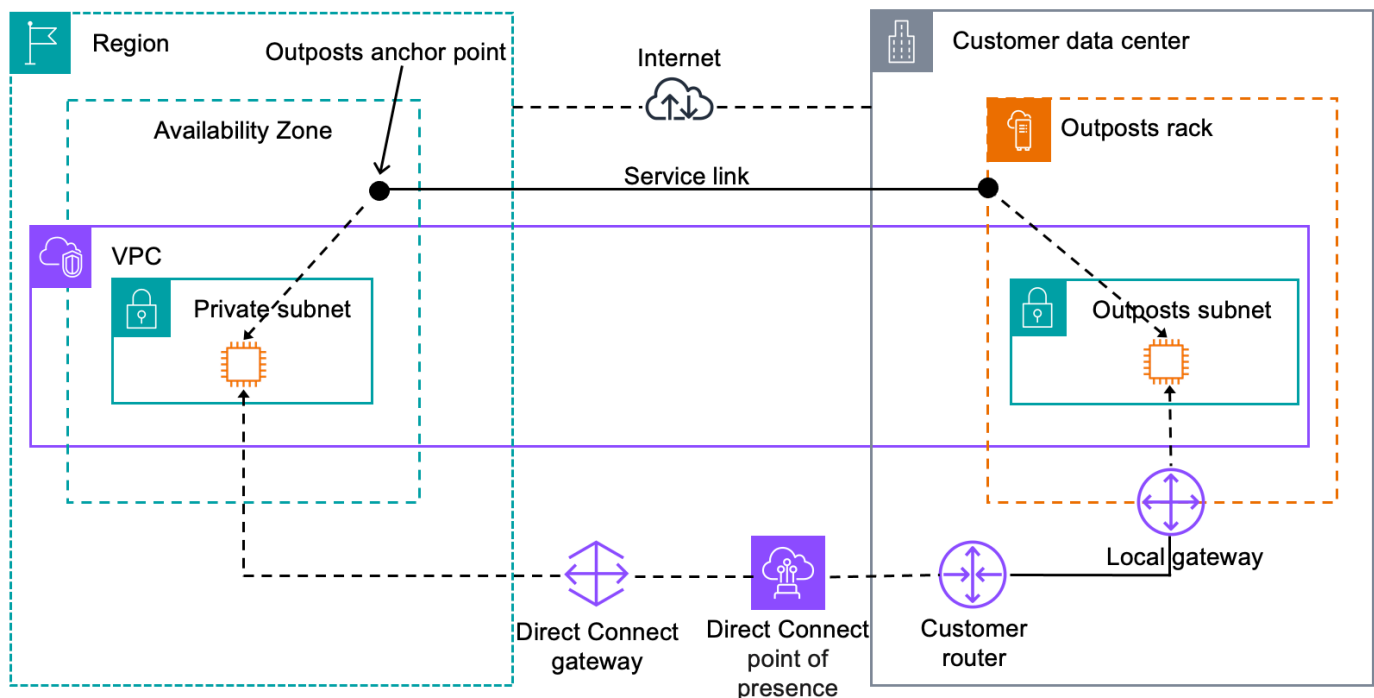 Region
Outposts anchor point
Internet
Customer data center
Availability Zone
Outposts rack
Service link
VPC
Private subnet
Outposts subnet
Local gateway
Direct Connect
gateway
Direct Connect
point of
presence
Customer
router